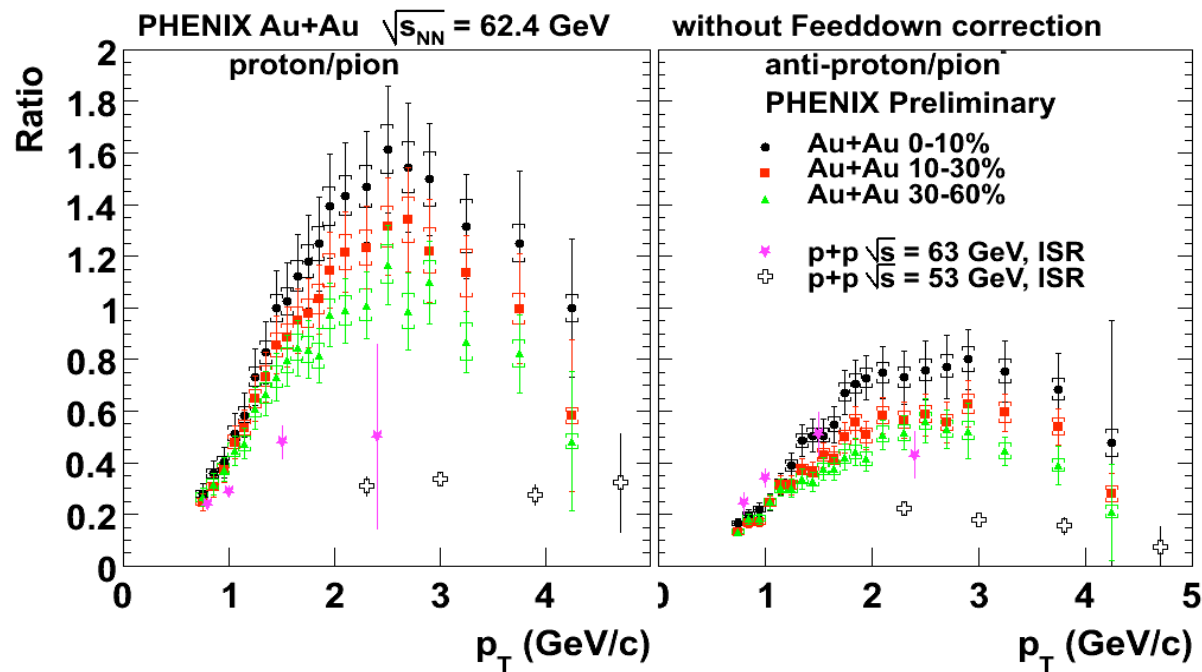 PHENIX Au+Au √sNN = 62.4 GeV
without Feeddown correction
proton/pion
anti-proton/pion-
PHENIX Preliminary
Au+Au 0-10%
Au+Au 10-30%
Au+Au 30-60%
p+p √s = 63 GeV, ISR
p+p √s = 53 GeV, ISR
Ratio
2
1.8
1.6
1.4
1.2
1
0.8
0.6
0.4
0.2
0
0 1 2 3 4
0 1 2 3 4 5
pT (GeV/c)
pT (GeV/c)